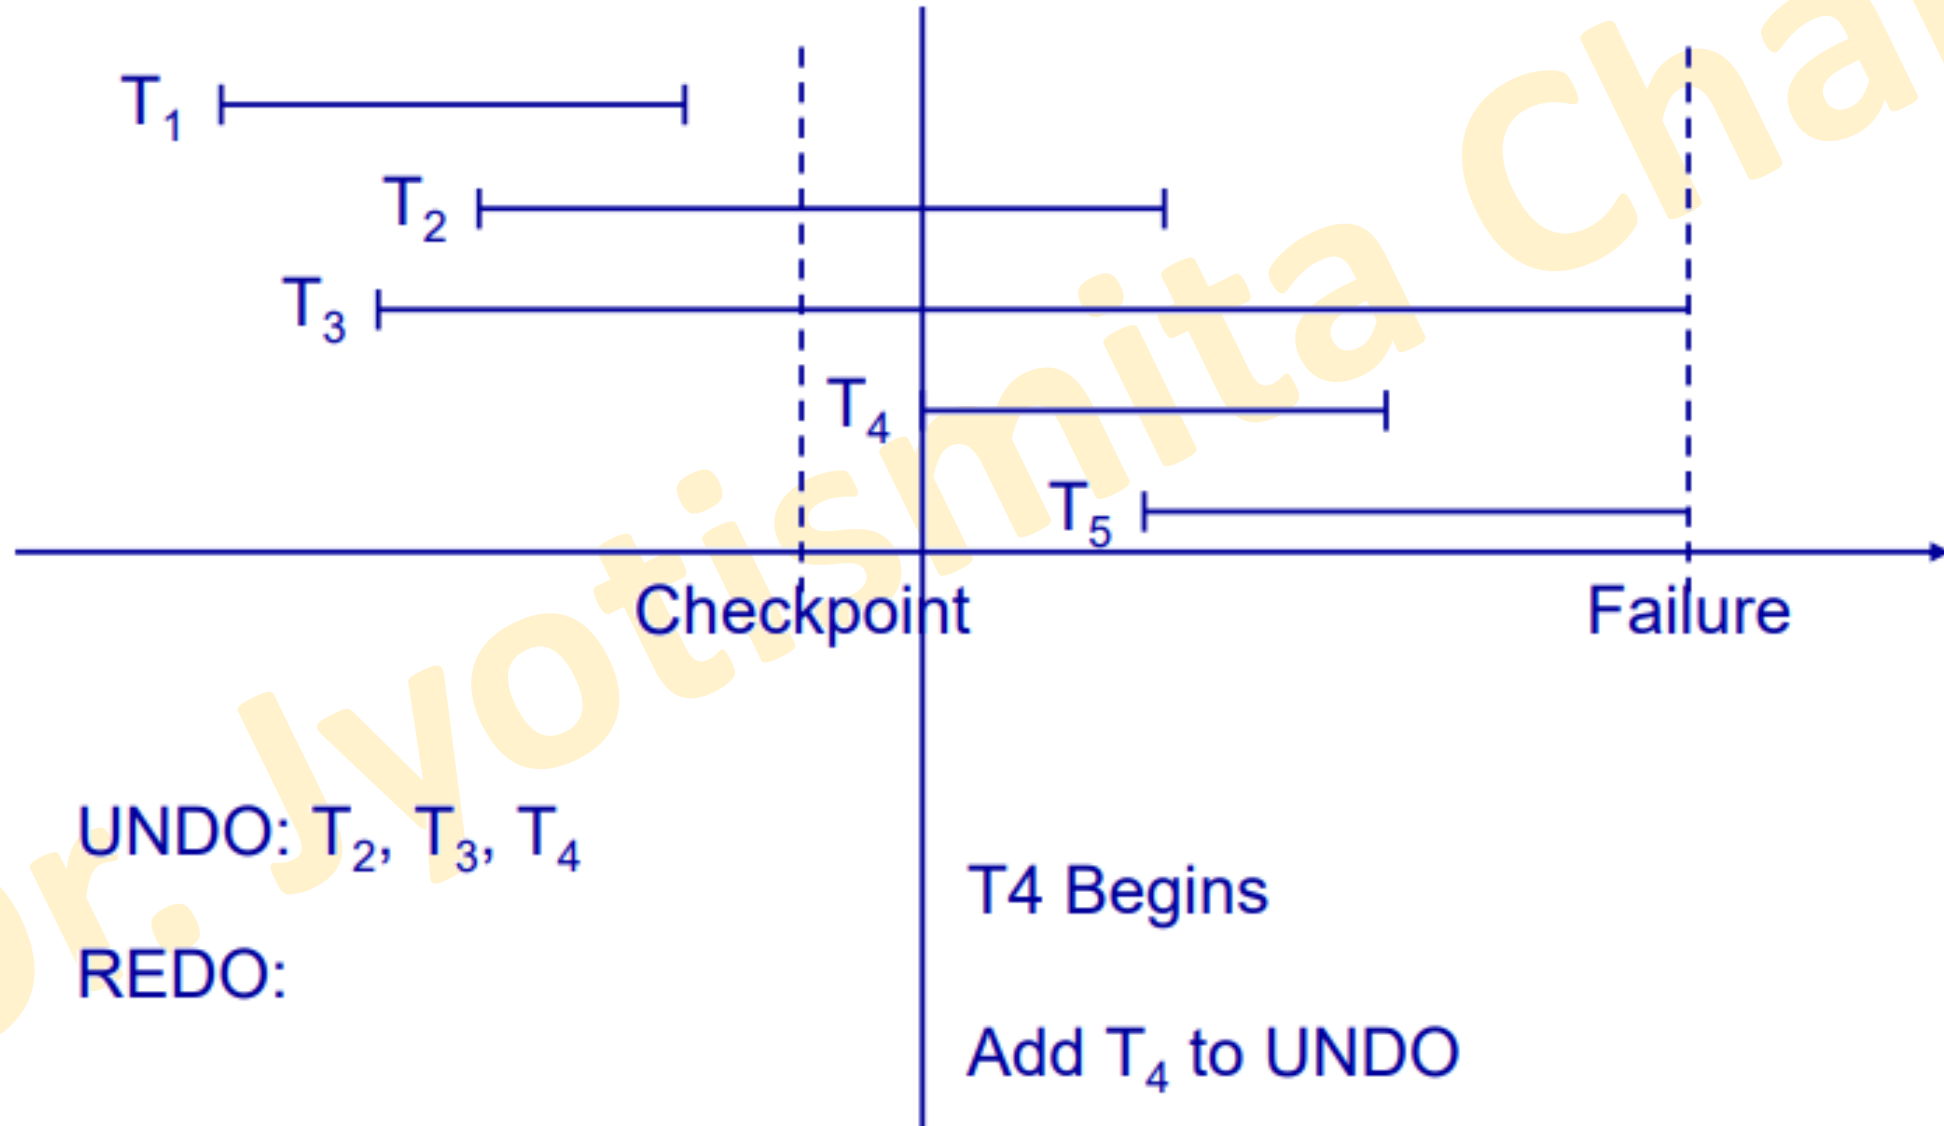 T1
T2
T3
T4
T5
Checkpoint
Failure
UNDO: T2, T3, T4
REDO:
T4 Begins
Add T4 to UNDO
r. Jyotismita Cha